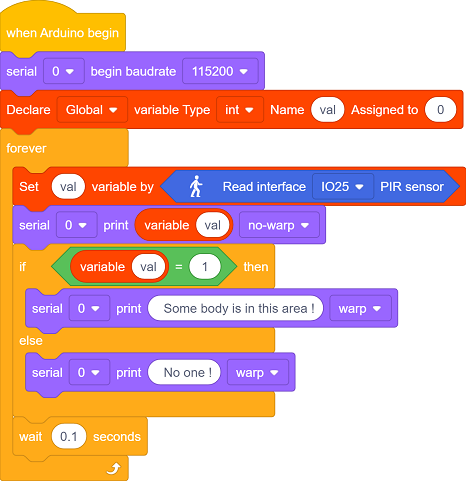 when Arduino begin
serial 0 begin baudrate 115200
Declare Global variable Type int Name val Assigned to 0
forever
Set val variable by Read interface IO25 PIR sensor
serial 0 print variable val no-warp
if variable val = 1 then
serial 0 print Some body is in this area !  warp
else
serial 0 print No one ! warp
wait 0.1 seconds